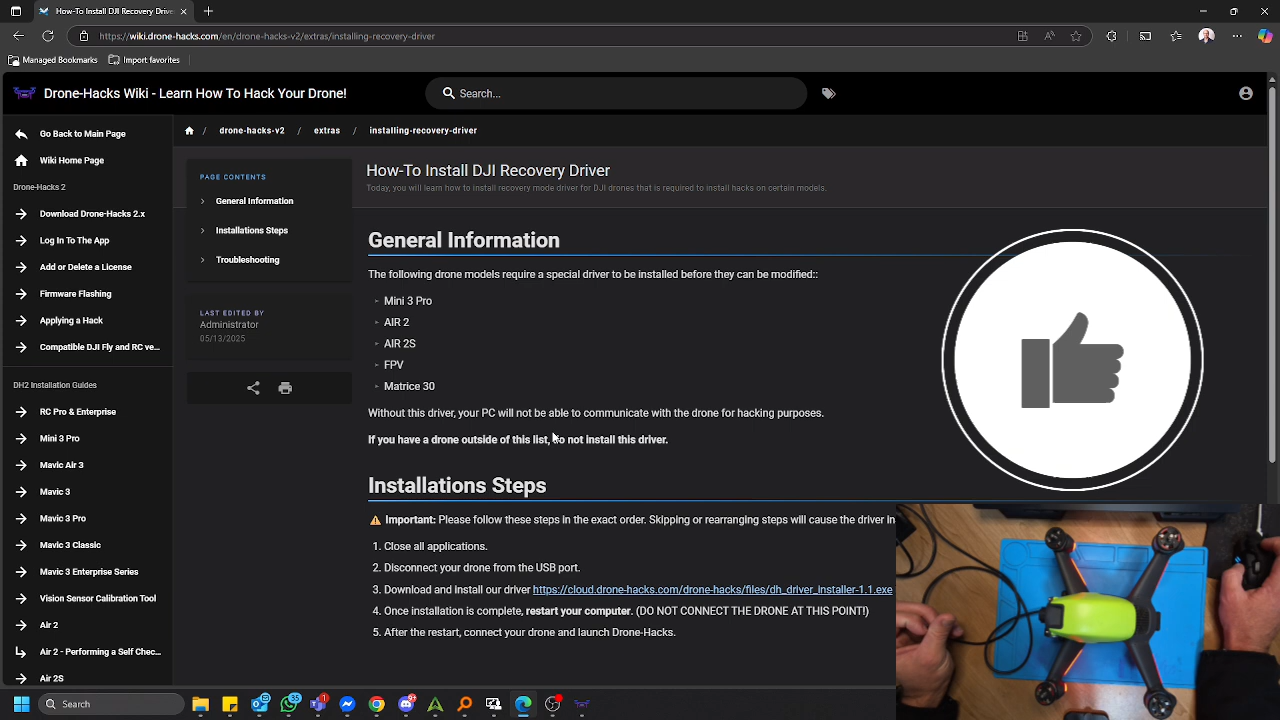 How-To Install DJI Recovery Drive
https://wiki.drone-hacks.com/en/drone-hacks-v2/extras/installing-recovery-driver
Managed Bookmarks
Import favorites
Drone-Hacks Wiki - Learn How To Hack Your Drone!
Search...
Go Back to Main Page
Wiki Home Page
Drone-Hacks 2
Download Drone-Hacks 2.x
Log In To The App
Add or Delete a License
Firmware Flashing
Applying a Hack
Compatible DJI Fly and RC ve...
DH2 Installation Guides
RC Pro & Enterprise
Mini 3 Pro
Mavic Air 3
Mavic 3
Mavic 3 Pro
Mavic 3 Classic
Mavic 3 Enterprise Series
Vision Sensor Calibration Tool
Air 2
Air 2 - Performing a Self Chec...
Air 2S
/ drone-hacks-v2 / extras / installing-recovery-driver
PAGE CONTENTS
General Information
Installations Steps
Troubleshooting
LAST EDITED BY
Administrator
05/13/2025
How-To Install DJI Recovery Driver
Today, you will learn how to install recovery mode driver for DJI drones that is required to install hacks on certain models.
General Information
The following drone models require a special driver to be installed before they can be modified::
Mini 3 Pro
AIR 2
AIR 2S
FPV
Matrice 30
Without this driver, your PC will not be able to communicate with the drone for hacking purposes.
If you have a drone outside of this list, do not install this driver.
Installations Steps
Important: Please follow these steps in the exact order. Skipping or rearranging steps will cause the driver in
1. Close all applications.
2. Disconnect your drone from the USB port.
3. Download and install our driver https://cloud.drone-hacks.com/drone-hacks/files/dh_driver_installer-1.1.exe
4. Once installation is complete, restart your computer. (DO NOT CONNECT THE DRONE AT THIS POINT!)
5. After the restart, connect your drone and launch Drone-Hacks.
Search
35
1